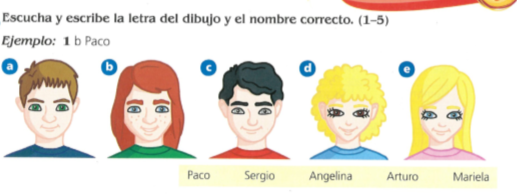 Escucha y escribe la letra del dibujo y el nombre correcto. (1–5)
Ejemplo: 1 b Paco
a b c d e
Paco Sergio Angelina Arturo Mariela